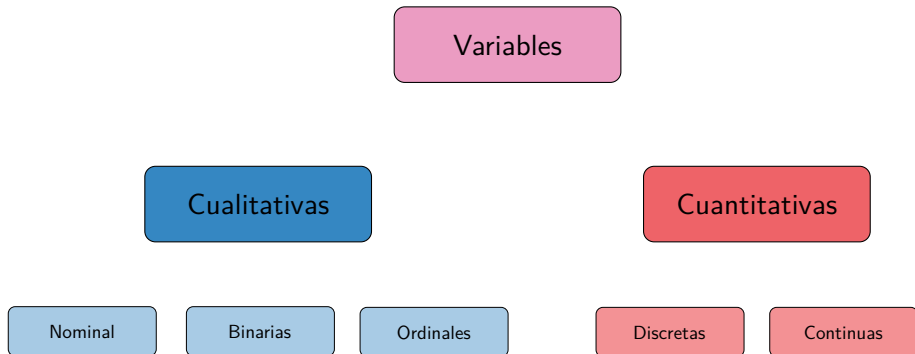 Variables
Cualitativas
Cuantitativas
Nominal
Binarias
Ordinales
Discretas
Continuas